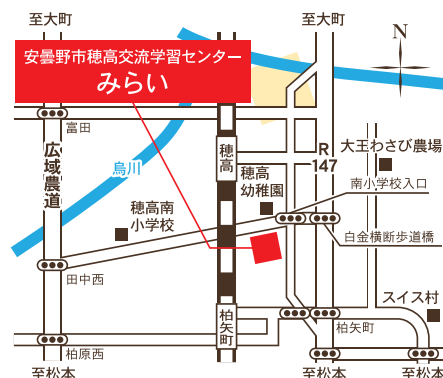 至大町
至大町
N
安曇野市穂高交流学習センター
みらい
富田
広域農道
烏川
穂高
穂高
幼稚園
R
147
大王わさび農場
南小学校入口
穂高南
小学校
白金横断歩道橋
田中西
スイス村
柏矢町
柏矢町
柏原西
至松本
至松本
至松本